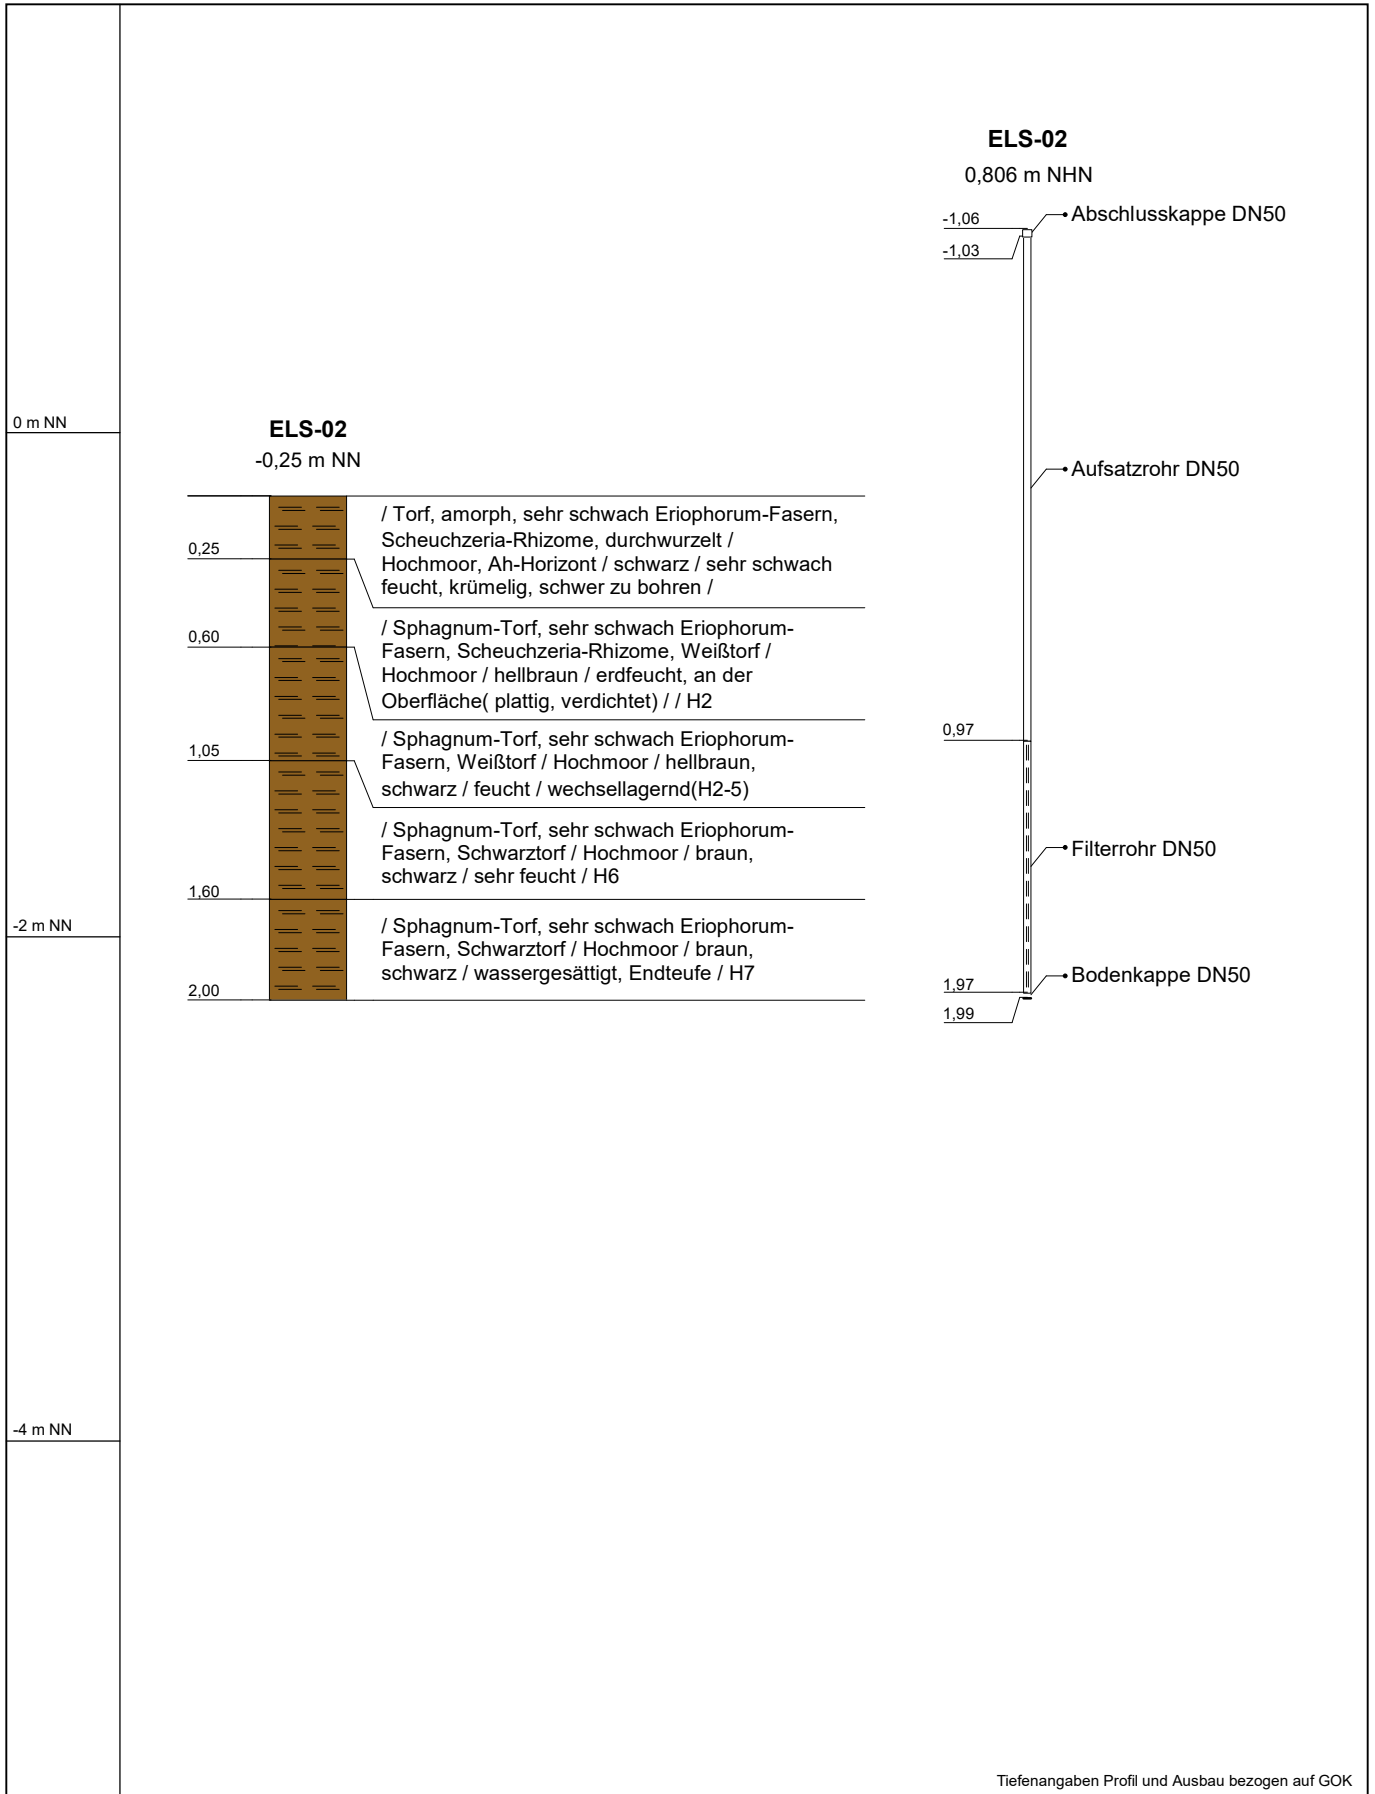 0 m NN
-2 m NN
-4 m NN
ELS-02
-0,25 m NN
0,25
0,60
1,05
1,60
2,00
/ Torf, amorph, sehr schwach Eriophorum-Fasern,
Scheuchzeria-Rhizome, durchwurzelt /
Hochmoor, Ah-Horizont / schwarz / sehr schwach
feucht, krümelig, schwer zu bohren /
/ Sphagnum-Torf, sehr schwach Eriophorum-
Fasern, Scheuchzeria-Rhizome, Weißtorf /
Hochmoor / hellbraun / erdfeucht, an der
Oberfläche( plattig, verdichtet) / / H2
/ Sphagnum-Torf, sehr schwach Eriophorum-
Fasern, Weißtorf / Hochmoor / hellbraun,
schwarz / feucht / wechsellagernd(H2-5)
/ Sphagnum-Torf, sehr schwach Eriophorum-
Fasern, Schwarztorf / Hochmoor / braun,
schwarz / sehr feucht / H6
/ Sphagnum-Torf, sehr schwach Eriophorum-
Fasern, Schwarztorf / Hochmoor / braun,
schwarz / wassergesättigt, Endteufe / H7
ELS-02
0,806 m NHN
-1,06
-1,03
0,97
1,97
1,99
Abschlusskappe DN50
Aufsatzrohr DN50
Filterrohr DN50
Bodenkappe DN50
Tiefenangaben Profil und Ausbau bezogen auf GOK